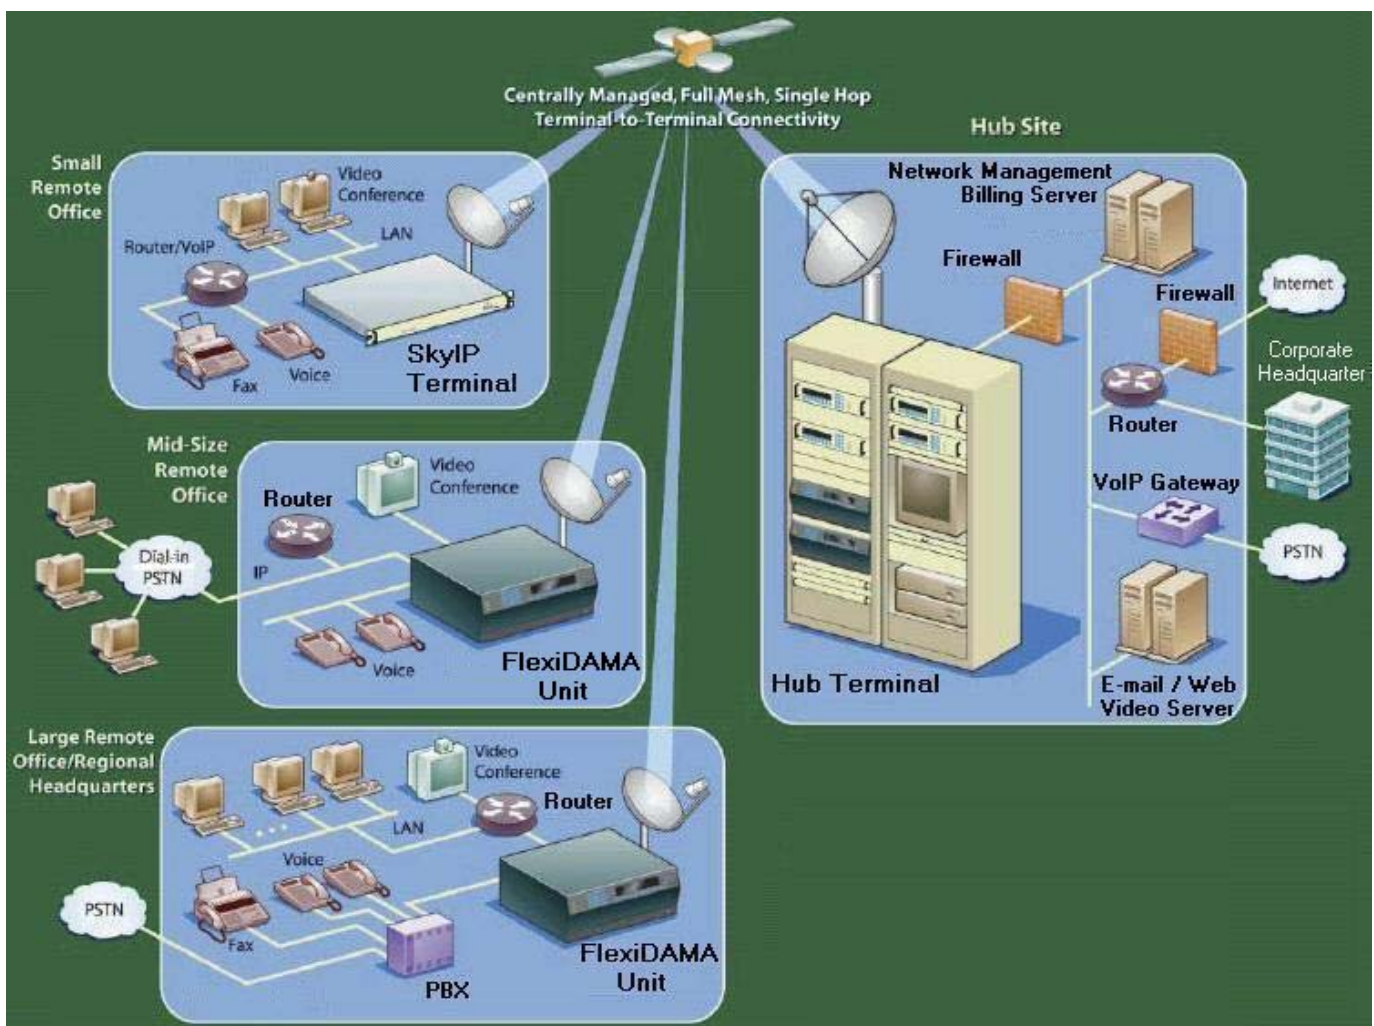 Centrally Managed, Full Mesh, Single Hop
Terminal-to-Terminal Connectivity
Small
Remote
Office
Video
Conference
LAN
Router/VoIP
Fax
Voice
SkyIP
Terminal
Mid-Size
Remote
Office
Router
Video
Conference
Dial-in
PSTN
IP
Voice
FlexiDAMA
Unit
Large Remote
Office/Regional
Headquarters
Video
Conference
Router
LAN
Voice
Fax
PSTN
PBX
FlexiDAMA
Unit
Hub Site
Network Management
Billing Server
Firewall
Firewall
Internet
Corporate
Headquarter
Router
VoIP Gateway
PSTN
E-mail / Web
Video Server
Hub Terminal